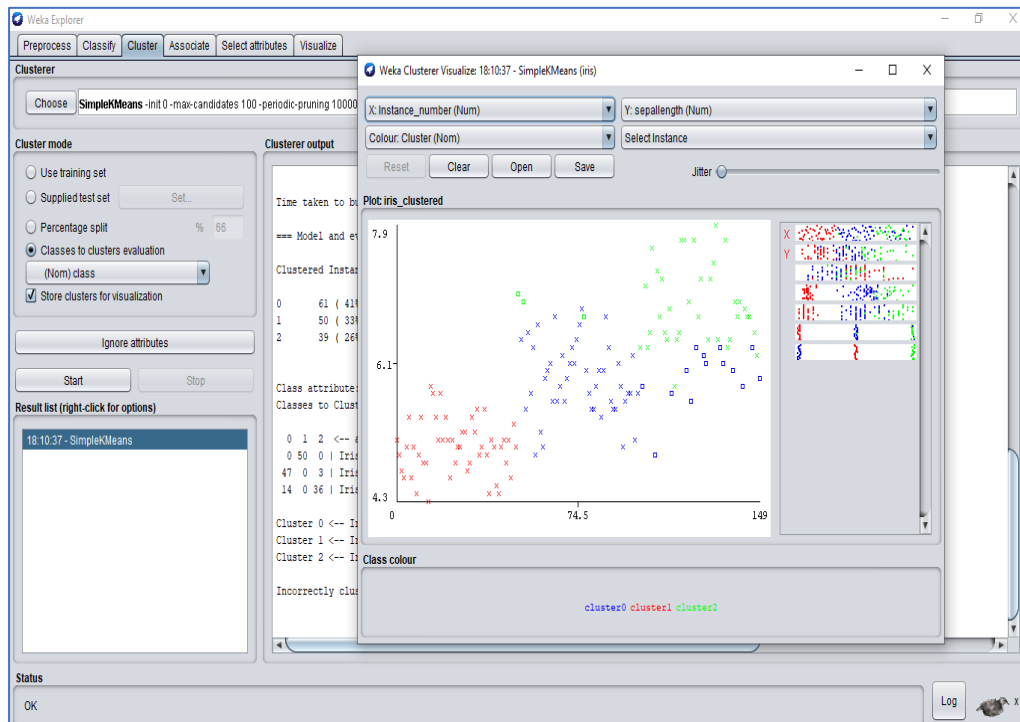 Weka Explorer
Preprocess Classify Cluster Associate Select attributes Visualize
Clusterer
Choose SimpleKMeans -init 0 -max-candidates 100 -periodic-pruning 10000
Cluster mode
Use training set
Supplied test set Set...
Percentage split % 66
Classes to clusters evaluation
(Nom) class
Store clusters for visualization
Ignore attributes
Start Stop
Result list (right-click for options)
18:10:37 - SimpleKMeans
Clusterer output
Time taken to bu
=== Model and ev
Clustered Instan
0 61 ( 41%
1 50 ( 33%
2 39 ( 26%
Class attribute:
Classes to Clust
0 1 2 <-- a
0 50 0 | Iris
47 0 3 | Iris
14 0 36 | Iris
Cluster 0 <-- Ir
Cluster 1 <-- Ir
Cluster 2 <-- Ir
Incorrectly clus
Weka Clusterer Visualize: 18:10:37 - SimpleKMeans (iris)
X: Instance_number (Num) Y: sepallength (Num)
Colour: Cluster (Nom) Select Instance
Reset Clear Open Save Jitter
Plot: iris_clustered
7.9
6.1
4.3
0 74.5 149
X
Y
Class colour
cluster0 cluster1 cluster2
Status
OK
Log x